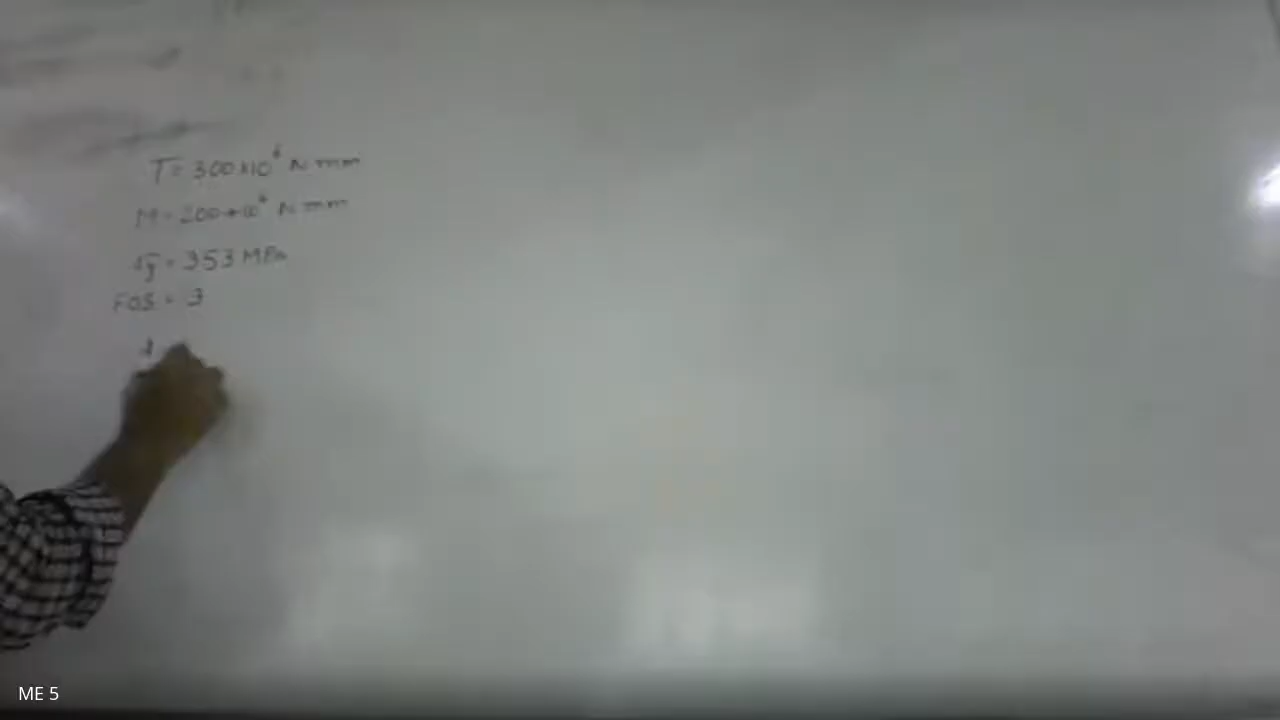 T = 300×10⁶ N mm
M = 200×10⁶ N mm
σy = 353 MPa
FOS = 3
d
ME 5